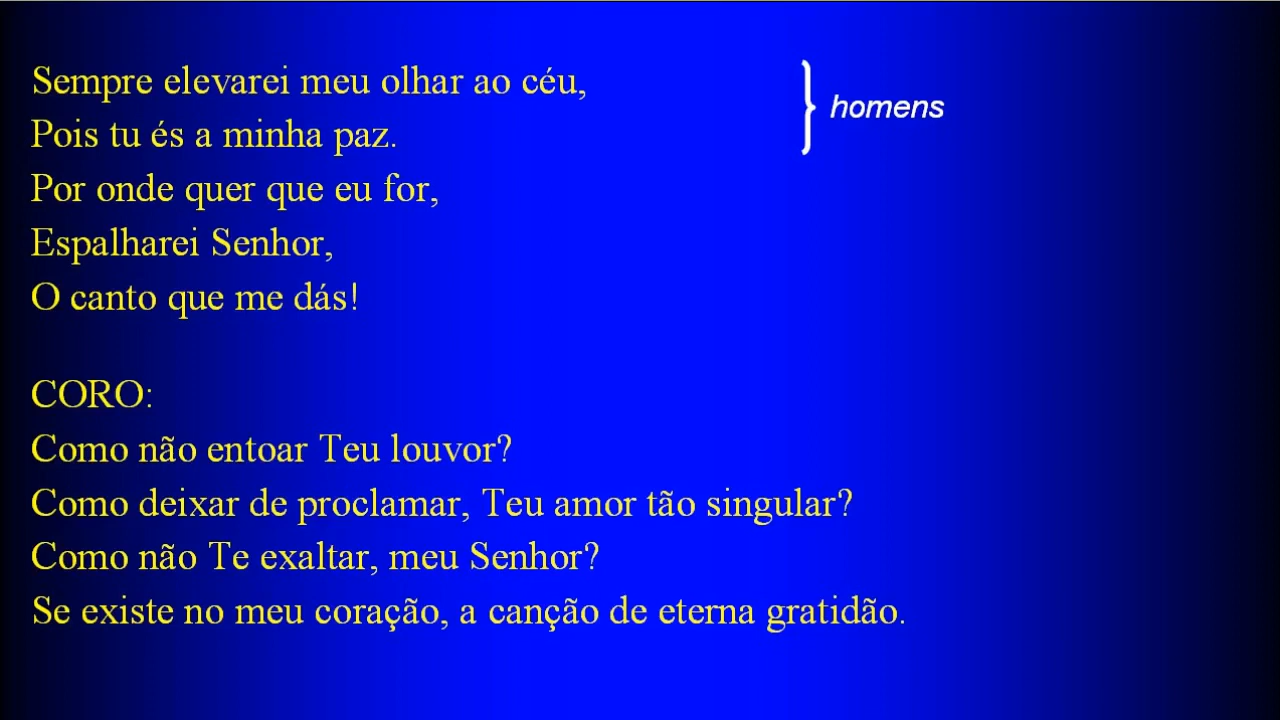 Sempre elevarei meu olhar ao céu,
Pois tu és a minha paz.
homens
Por onde quer que eu for,
Espalharei Senhor,
O canto que me dás!
CORO:
Como não entoar Teu louvor?
Como deixar de proclamar, Teu amor tão singular?
Como não Te exaltar, meu Senhor?
Se existe no meu coração, a canção de eterna gratidão.